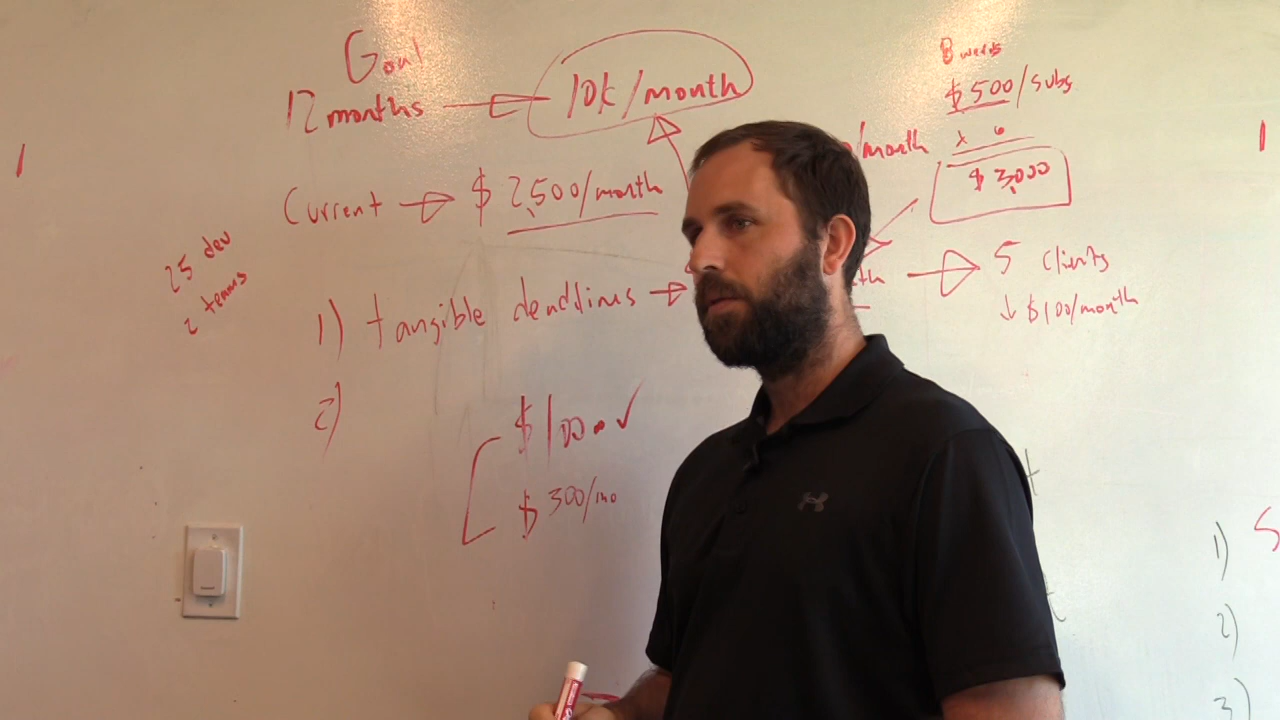 Goal
12 months → 10k/month
Current → $ 2,500/month
25 dev
2 teams
1) tangible deadlines →
2)
$100
$300/mo
8 weeks
$500/subs
x 6
$3,000
/month
→ 5 clients
↓ $100/month
1)
2)
3)